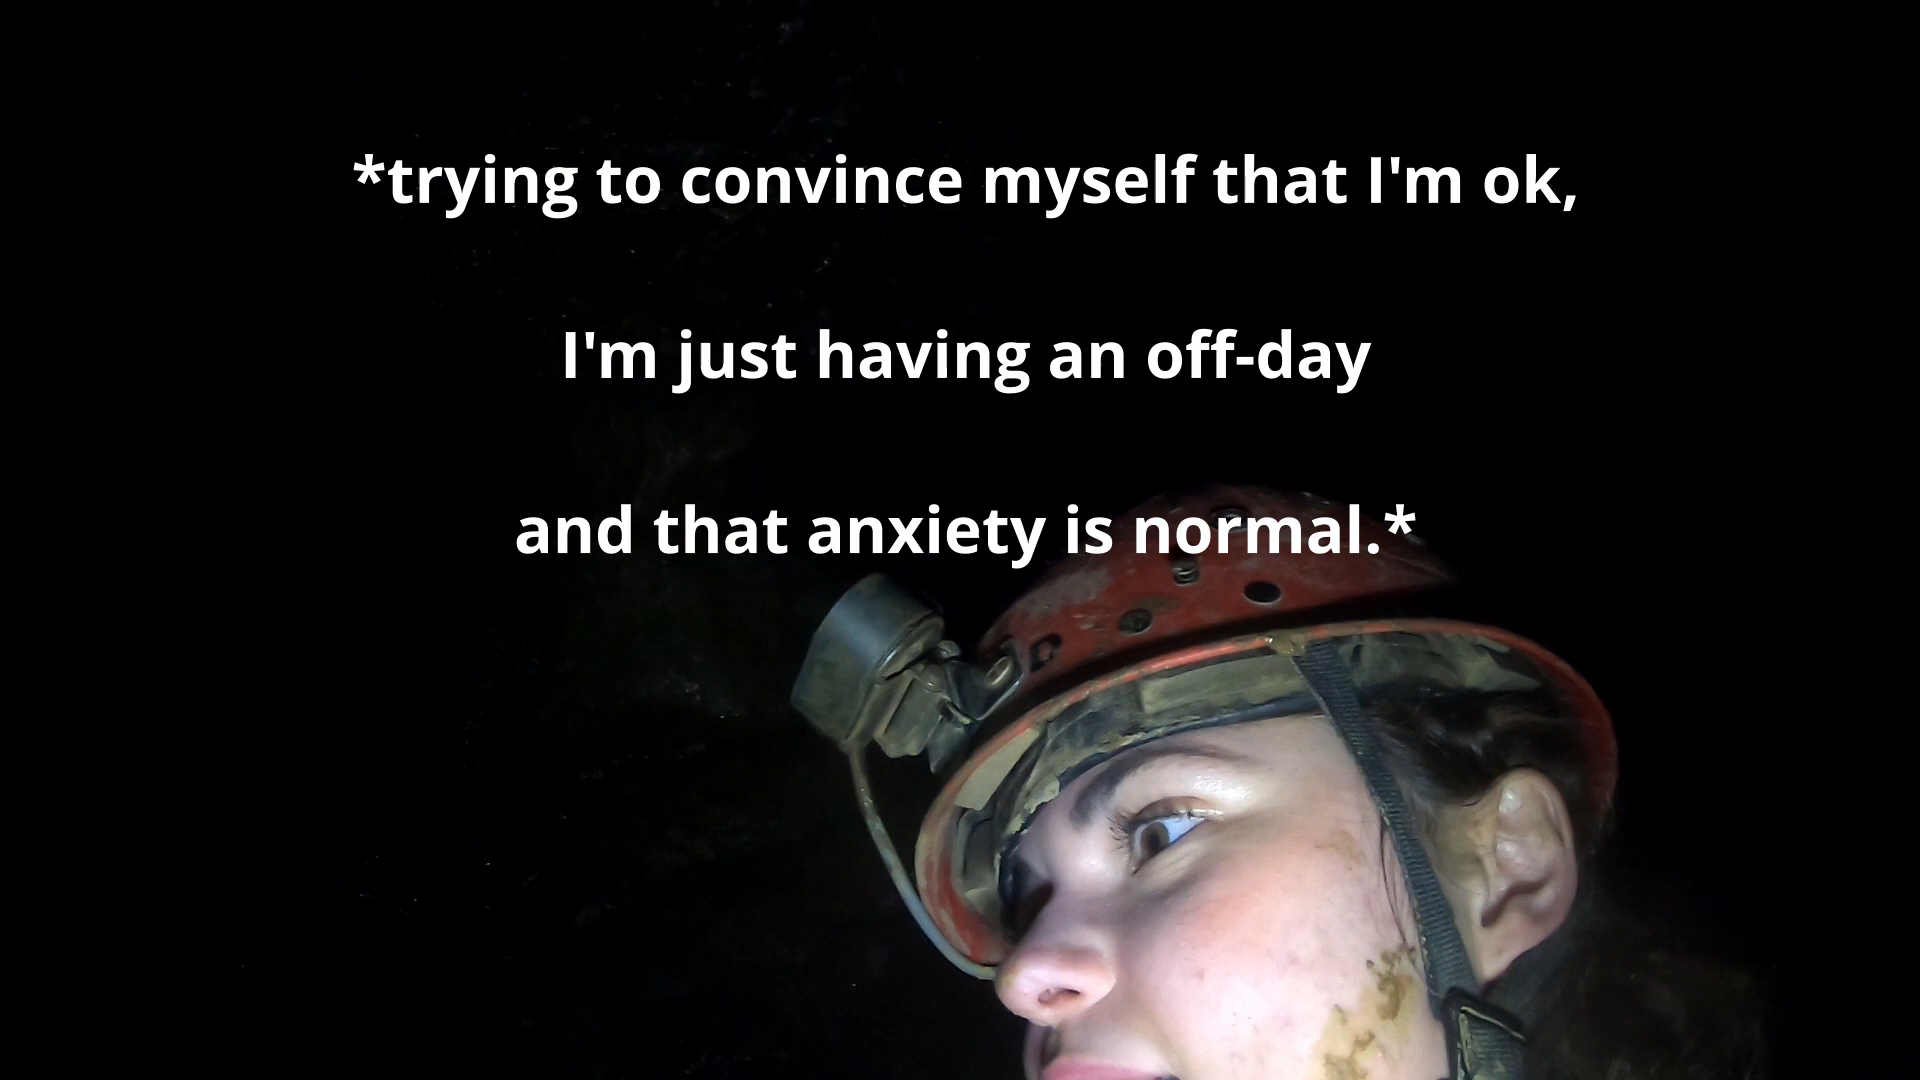 *trying to convince myself that I'm ok,
I'm just having an off-day
and that anxiety is normal.*